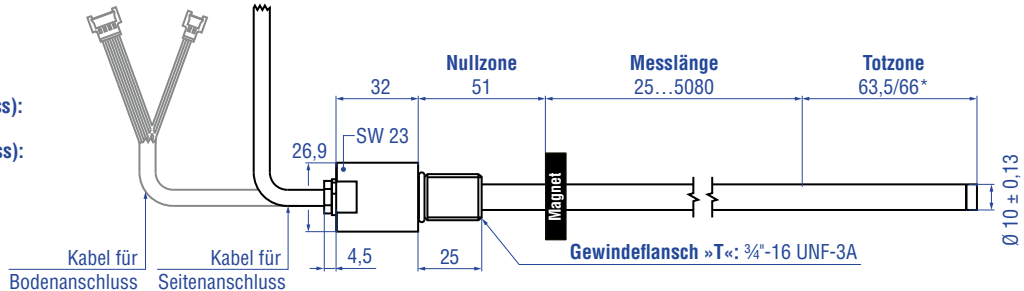 Nullzone
Messlänge
Totzone
32
51
25…5080
63,5/66*
ss):
ss):
SW 23
26,9
Magnet
Ø 10 ± 0,13
Kabel für
Bodenanschluss
Kabel für
Seitenanschluss
4,5
25
Gewindeflansch »T«: ¾"-16 UNF-3A